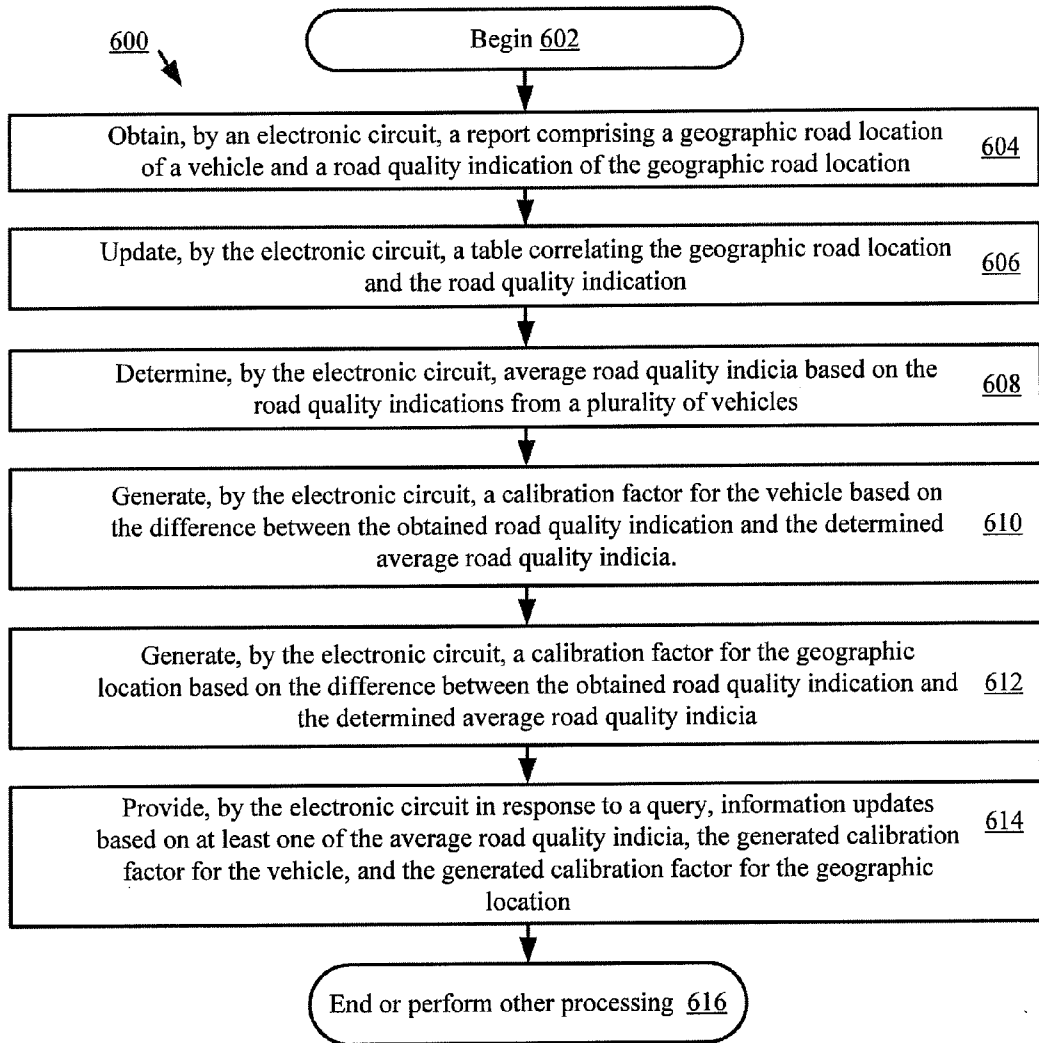 600
Begin 602
Obtain, by an electronic circuit, a report comprising a geographic road location
of a vehicle and a road quality indication of the geographic road location
604
Update, by the electronic circuit, a table correlating the geographic road location
and the road quality indication
606
Determine, by the electronic circuit, average road quality indicia based on the
road quality indications from a plurality of vehicles
608
Generate, by the electronic circuit, a calibration factor for the vehicle based on
the difference between the obtained road quality indication and the determined
average road quality indicia.
610
Generate, by the electronic circuit, a calibration factor for the geographic
location based on the difference between the obtained road quality indication and
the determined average road quality indicia
612
Provide, by the electronic circuit in response to a query, information updates
based on at least one of the average road quality indicia, the generated calibration
factor for the vehicle, and the generated calibration factor for the geographic
location
614
End or perform other processing 616